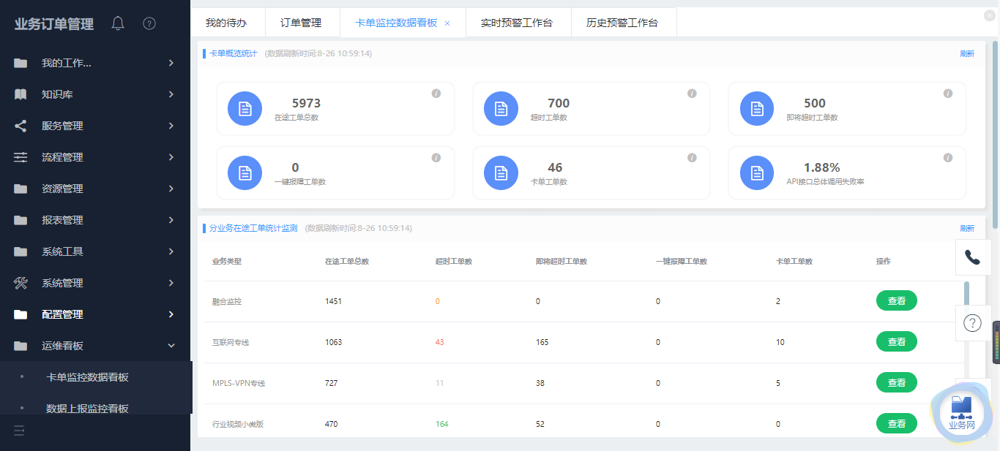 业务订单管理
我的工作...
知识库
服务管理
流程管理
资源管理
报表管理
系统工具
系统管理
配置管理
运维看板
卡单监控数据看板
数据上报监控看板
我的待办 订单管理 卡单监控数据看板 × 实时预警工作台 历史预警工作台
卡单概览统计 (数据刷新时间:8-26 10:59:14) 刷新
5973
在途工单总数
700
超时工单数
500
即将超时工单数
0
一键报障工单数
46
卡单工单数
1.88%
API接口总体调用失败率
分业务在途工单统计监测 (数据刷新时间:8-26 10:59:14) 刷新
业务类型 在途工单总数 超时工单数 即将超时工单数 一键报障工单数 卡单工单数 操作
融合监控 1451 0 0 0 2 查看
互联网专线 1063 43 165 0 10 查看
MPLS-VPN专线 727 11 38 0 5 查看
行业视频小微版 470 164 52 0 0 查看
业务网